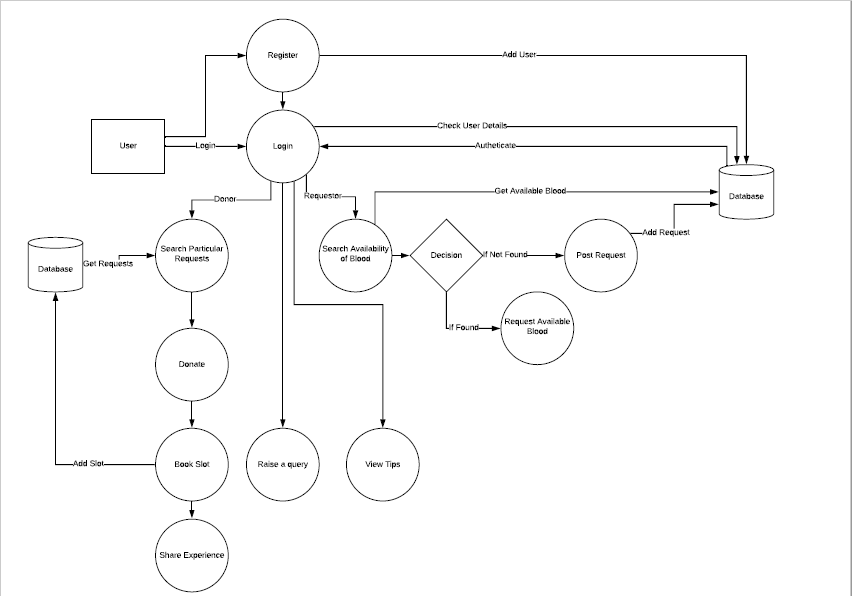 Register
Add User
Check User Details
User
Login
Login
Autheticate
Donor
Requestor
Get Available Blood
Database
Add Request
Search Particular
Requests
Search Availability
of Blood
Decision
If Not Found
Post Request
Database
Get Requests
If Found
Request Available
Blood
Donate
Add Slot
Book Slot
Raise a query
View Tips
Share Experience